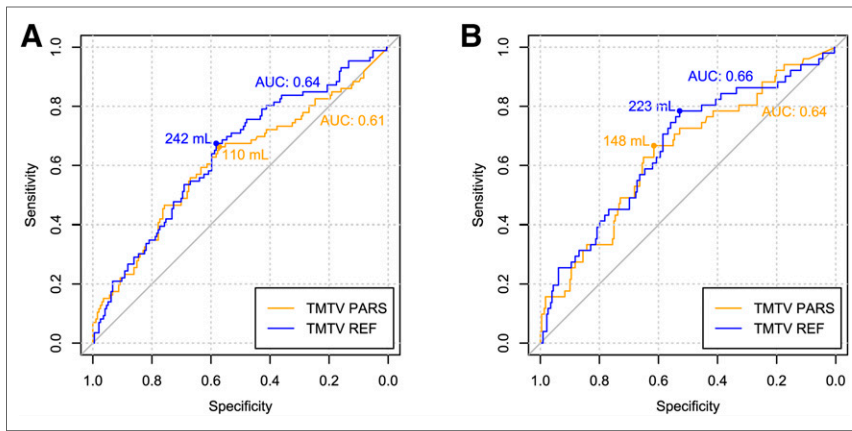 A
1.0
0.8
0.6
0.4
0.2
0.0
Sensitivity
AUC: 0.64
AUC: 0.61
242 mL
110 mL
TMTV PARS
TMTV REF
1.0 0.8 0.6 0.4 0.2 0.0
Specificity
B
1.0
0.8
0.6
0.4
0.2
0.0
Sensitivity
AUC: 0.66
223 mL
AUC: 0.64
148 mL
TMTV PARS
TMTV REF
1.0 0.8 0.6 0.4 0.2 0.0
Specificity